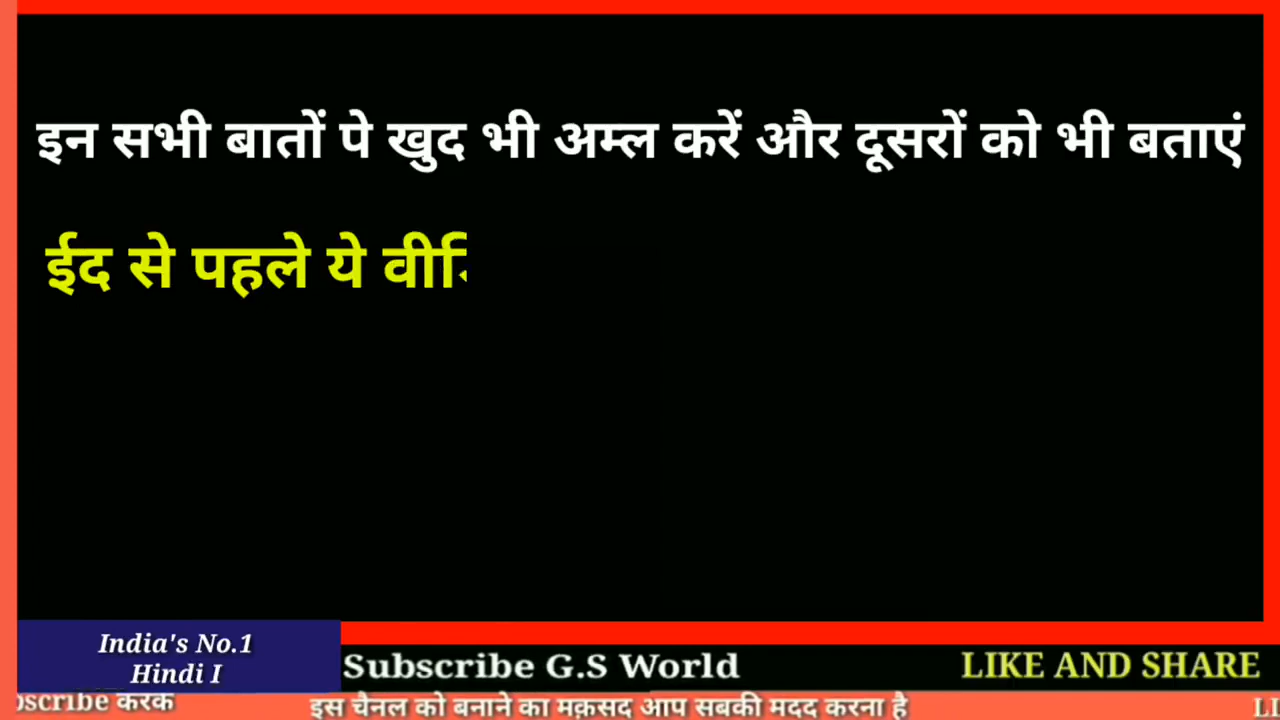 इन सभी बातों पे खुद भी अम्ल करें और दूसरों को भी बताएं
ईद से पहले ये
India's No.1
Hindi I
Subscribe G.S World
LIKE AND SHARE
इस चैनल को बनाने का मक़सद आप सबकी मदद करना है